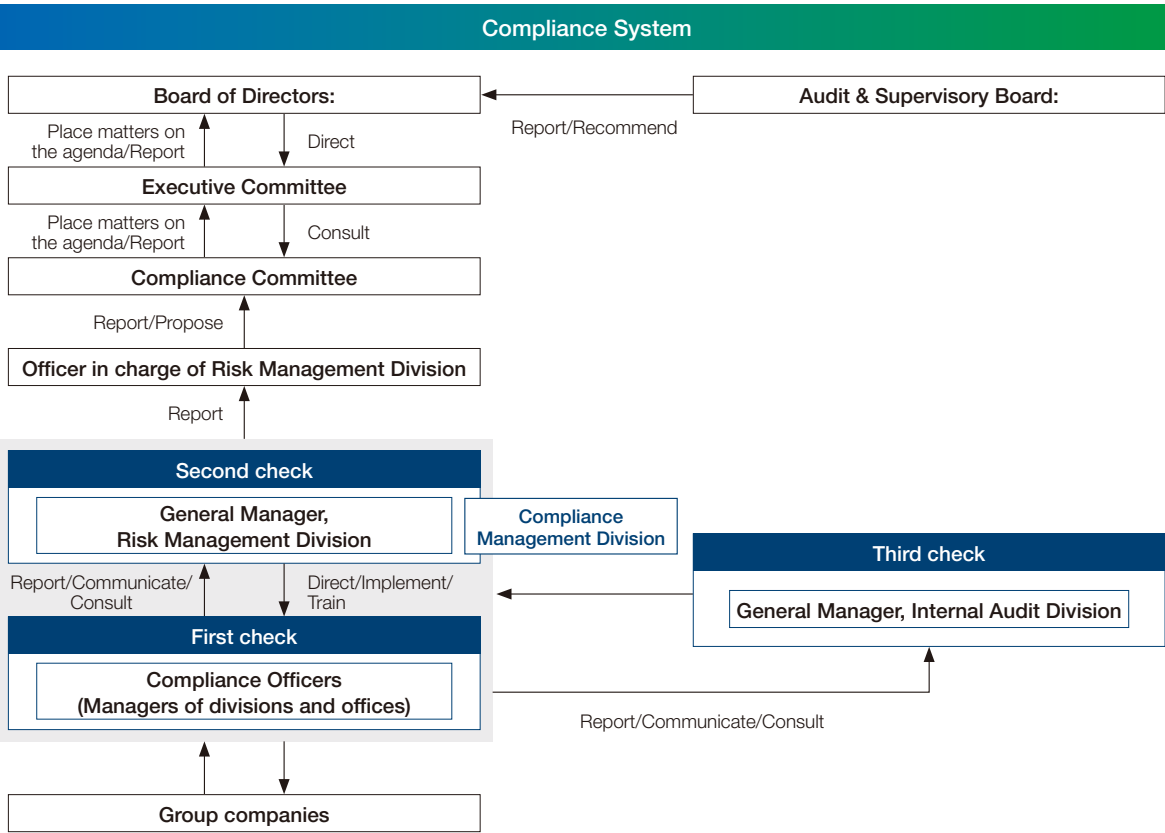 Compliance System
Board of Directors:
Audit & Supervisory Board:
Report/Recommend
Place matters on
the agenda/Report
Direct
Executive Committee
Place matters on
the agenda/Report
Consult
Compliance Committee
Report/Propose
Officer in charge of Risk Management Division
Report
Second check
General Manager,
Risk Management Division
Compliance
Management Division
Third check
General Manager, Internal Audit Division
Report/Communicate/
Consult
Direct/Implement/
Train
First check
Compliance Officers
(Managers of divisions and offices)
Report/Communicate/Consult
Group companies